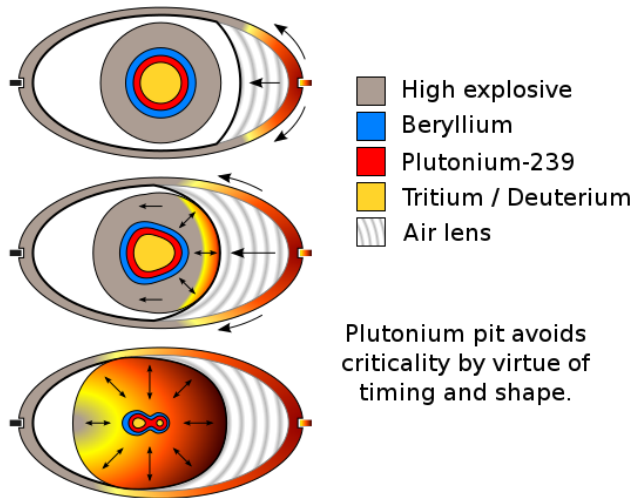 High explosive
Beryllium
Plutonium-239
Tritium / Deuterium
Air lens
Plutonium pit avoids
criticality by virtue of
timing and shape.